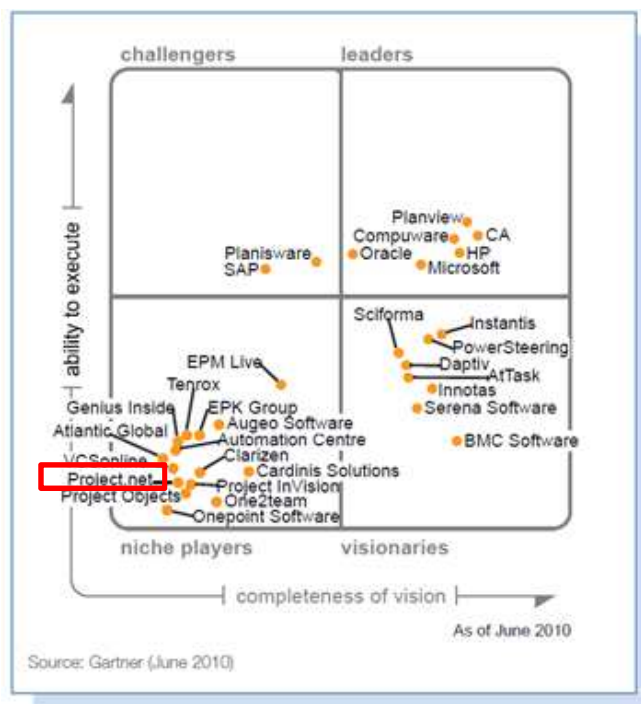 challengers
leaders
ability to execute
Planview
Compuware
CA
Planisware
Oracle
HP
SAP
Microsoft
Sciforma
Instantis
PowerSteering
EPM Live
Daptiv
Tenrox
AtTask
Innotas
Genius Inside
EPK Group
Serena Software
Atlantic Global
Augeo Software
Automation Centre
BMC Software
VCSonline
Clarizen
Cardinis Solutions
Project.net
Project InVision
Project Objects
One2team
Onepoint Software
niche players
visionaries
completeness of vision
As of June 2010
Source: Gartner (June 2010)